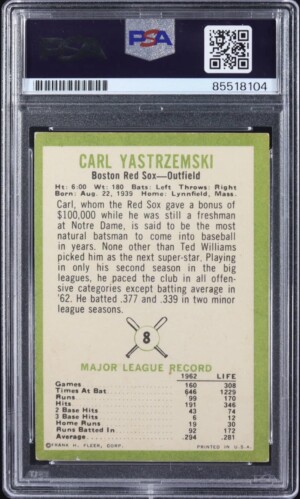 PSA
85518104
CARL YASTRZEMSKI
Boston Red Sox—Outfield
Ht: 6:00 Wt: 180 Bats: Left Throws: Right
Born: Aug. 22, 1939 Home: Lynnfield, Mass.
Carl, whom the Red Sox gave a bonus of
$100,000 while he was still a freshman
at Notre Dame, is said to be the most
natural batsman to come into baseball
in years. None other than Ted Williams
picked him as the next super-star. Playing
in only his second season in the big
leagues, he paced the club in all offen-
sive categories except batting average in
'62. He batted .377 and .339 in two minor
league seasons.
8
MAJOR LEAGUE RECORD
1962 LIFE
Games 160 308
Times At Bat 646 1229
Runs 99 170
Hits 191 346
2 Base Hits 43 74
3 Base Hits 6 12
Home Runs 19 30
Runs Batted In 92 172
Average .294 .281
©FRANK H. FLEER, CORP. PRINTED IN U.S.A.